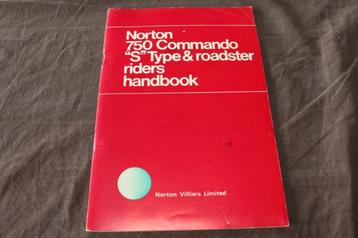 Norton
750 Commando
"S" Type & roadster
riders
handbook
Norton Villiers Limited